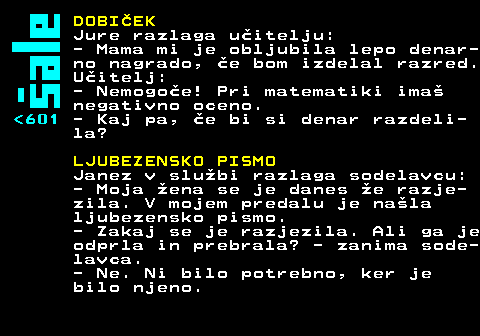 šale
<601
DOBIČEK
Jure razlaga učitelju:
- Mama mi je obljubila lepo denar-
no nagrado, če bom izdelal razred.
Učitelj:
- Nemogoče! Pri matematiki imaš
negativno oceno.
- Kaj pa, če bi si denar razdeli-
la?
LJUBEZENSKO PISMO
Janez v službi razlaga sodelavcu:
- Moja žena se je danes že razje-
zila. V mojem predalu je našla
ljubezensko pismo.
- Zakaj se je razjezila. Ali ga je
odprla in prebrala? - zanima sode-
lavca.
- Ne. Ni bilo potrebno, ker je
bilo njeno.